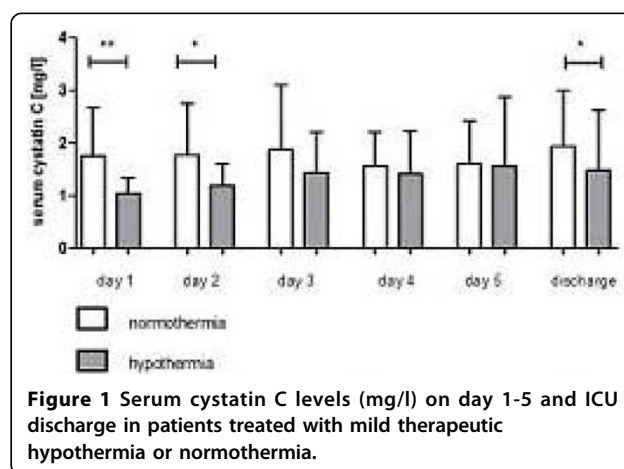 4
3
2
1
0
serum cystatin C [ng/l]
** * *
day 1 day 2 day 3 day 4 day 5 discharge
normothermia
hypothermia
Figure 1 Serum cystatin C levels (mg/l) on day 1-5 and ICU
discharge in patients treated with mild therapeutic
hypothermia or normothermia.